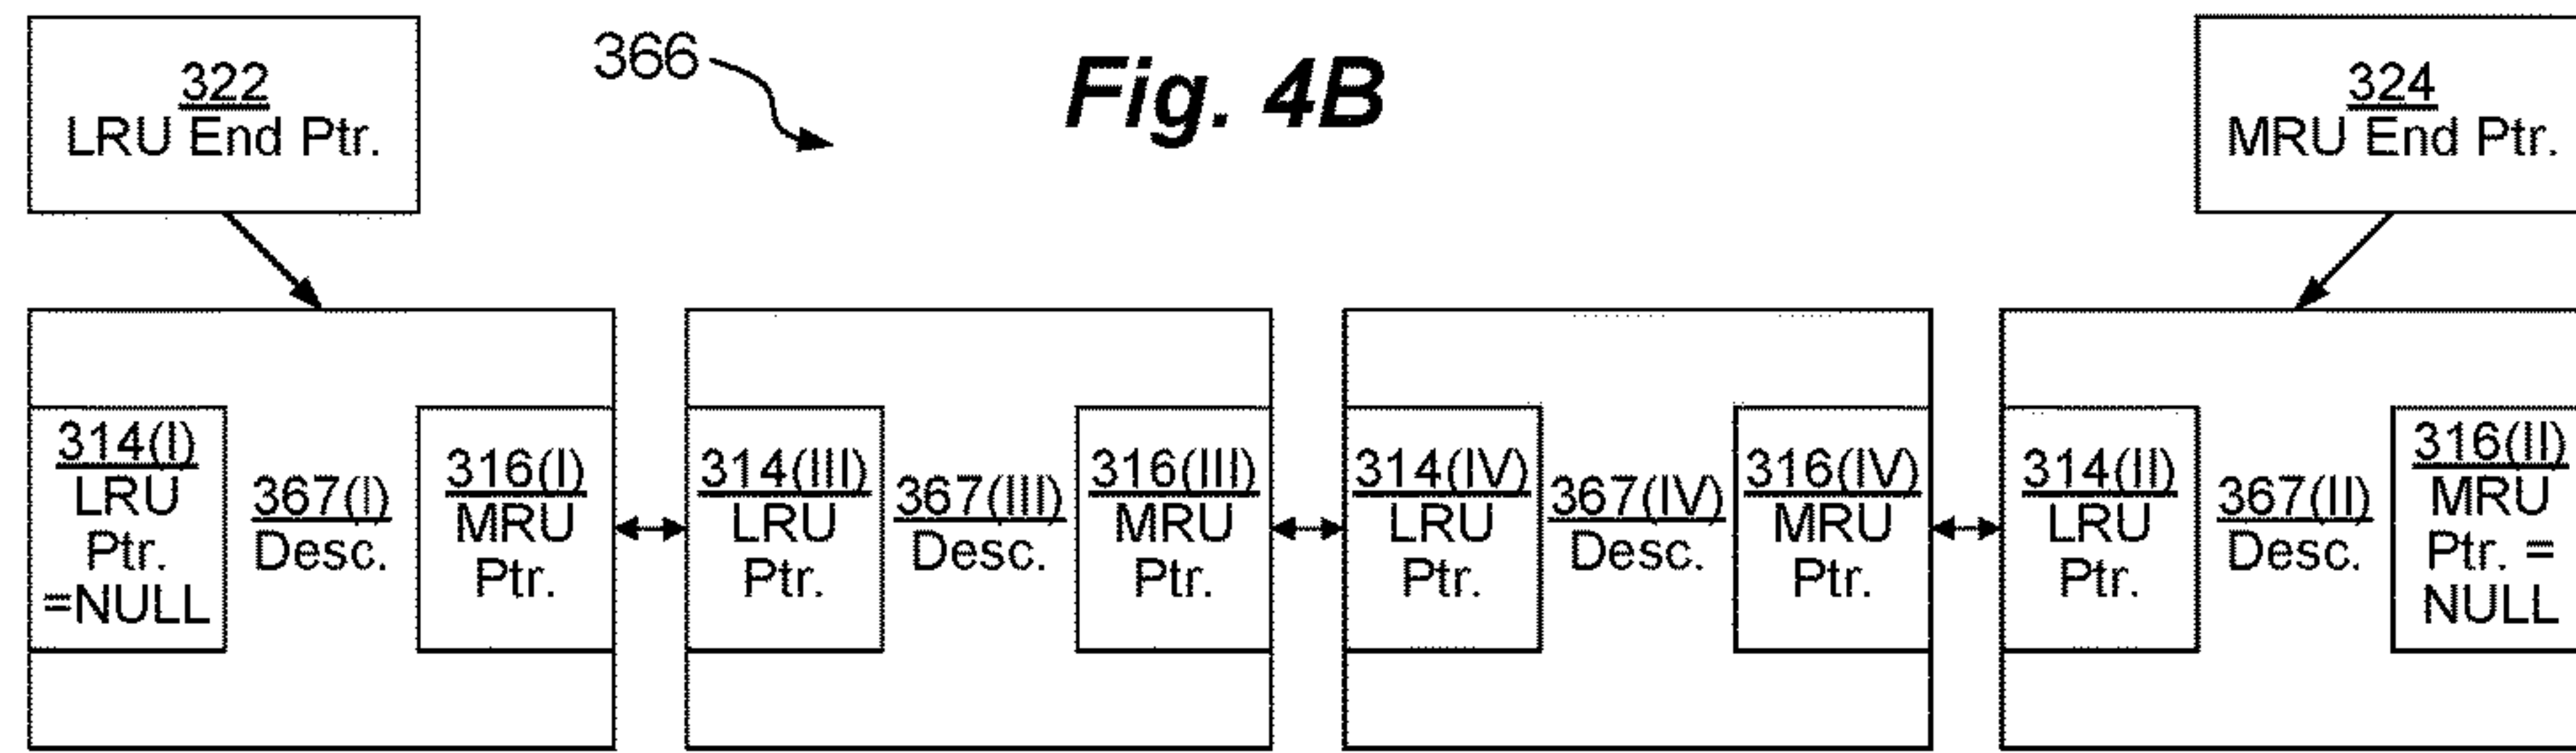 322
LRU End Ptr.
366
Fig. 4B
324
MRU End Ptr.
314(I)
LRU
Ptr.
=NULL
367(I)
Desc.
316(I)
MRU
Ptr.
314(III)
LRU
Ptr.
367(III)
Desc.
316(III)
MRU
Ptr.
314(IV)
LRU
Ptr.
367(IV)
Desc.
316(IV)
MRU
Ptr.
314(II)
LRU
Ptr.
367(II)
Desc.
316(II)
MRU
Ptr. =
NULL